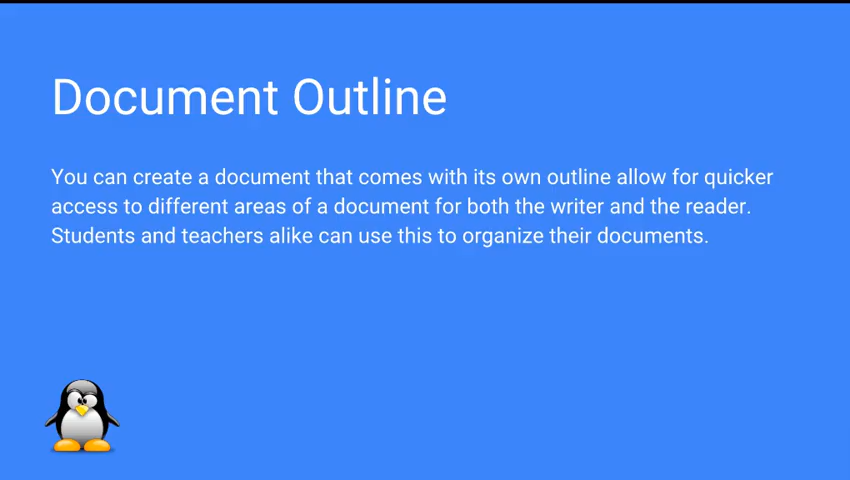 Document Outline
You can create a document that comes with its own outline allow for quicker
access to different areas of a document for both the writer and the reader.
Students and teachers alike can use this to organize their documents.